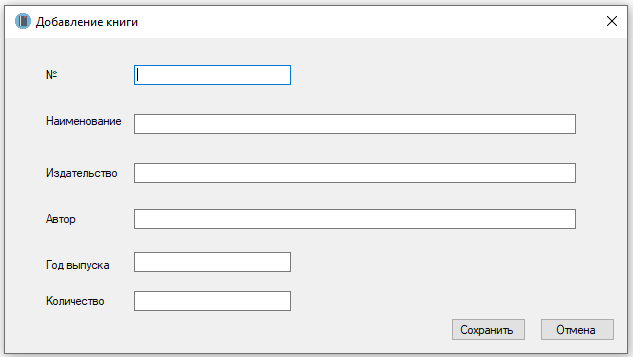 Добавление книги
№
Наименование
Издательство
Автор
Год выпуска
Количество
Сохранить Отмена